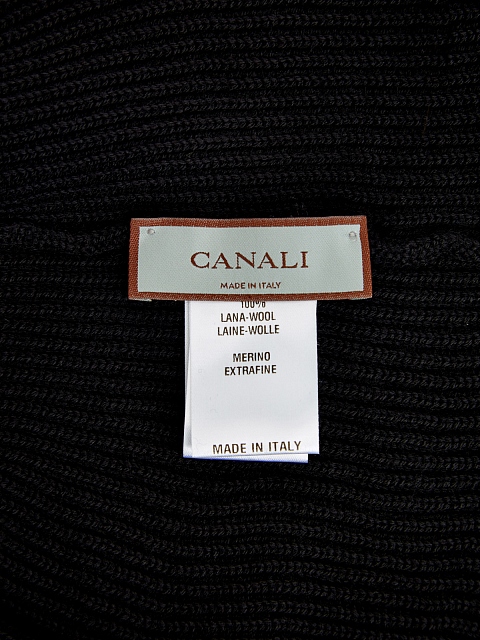 CANALI
MADE IN ITALY
100%
LANA-WOOL
LAINE-WOLLE
MERINO
EXTRAFINE
MADE IN ITALY